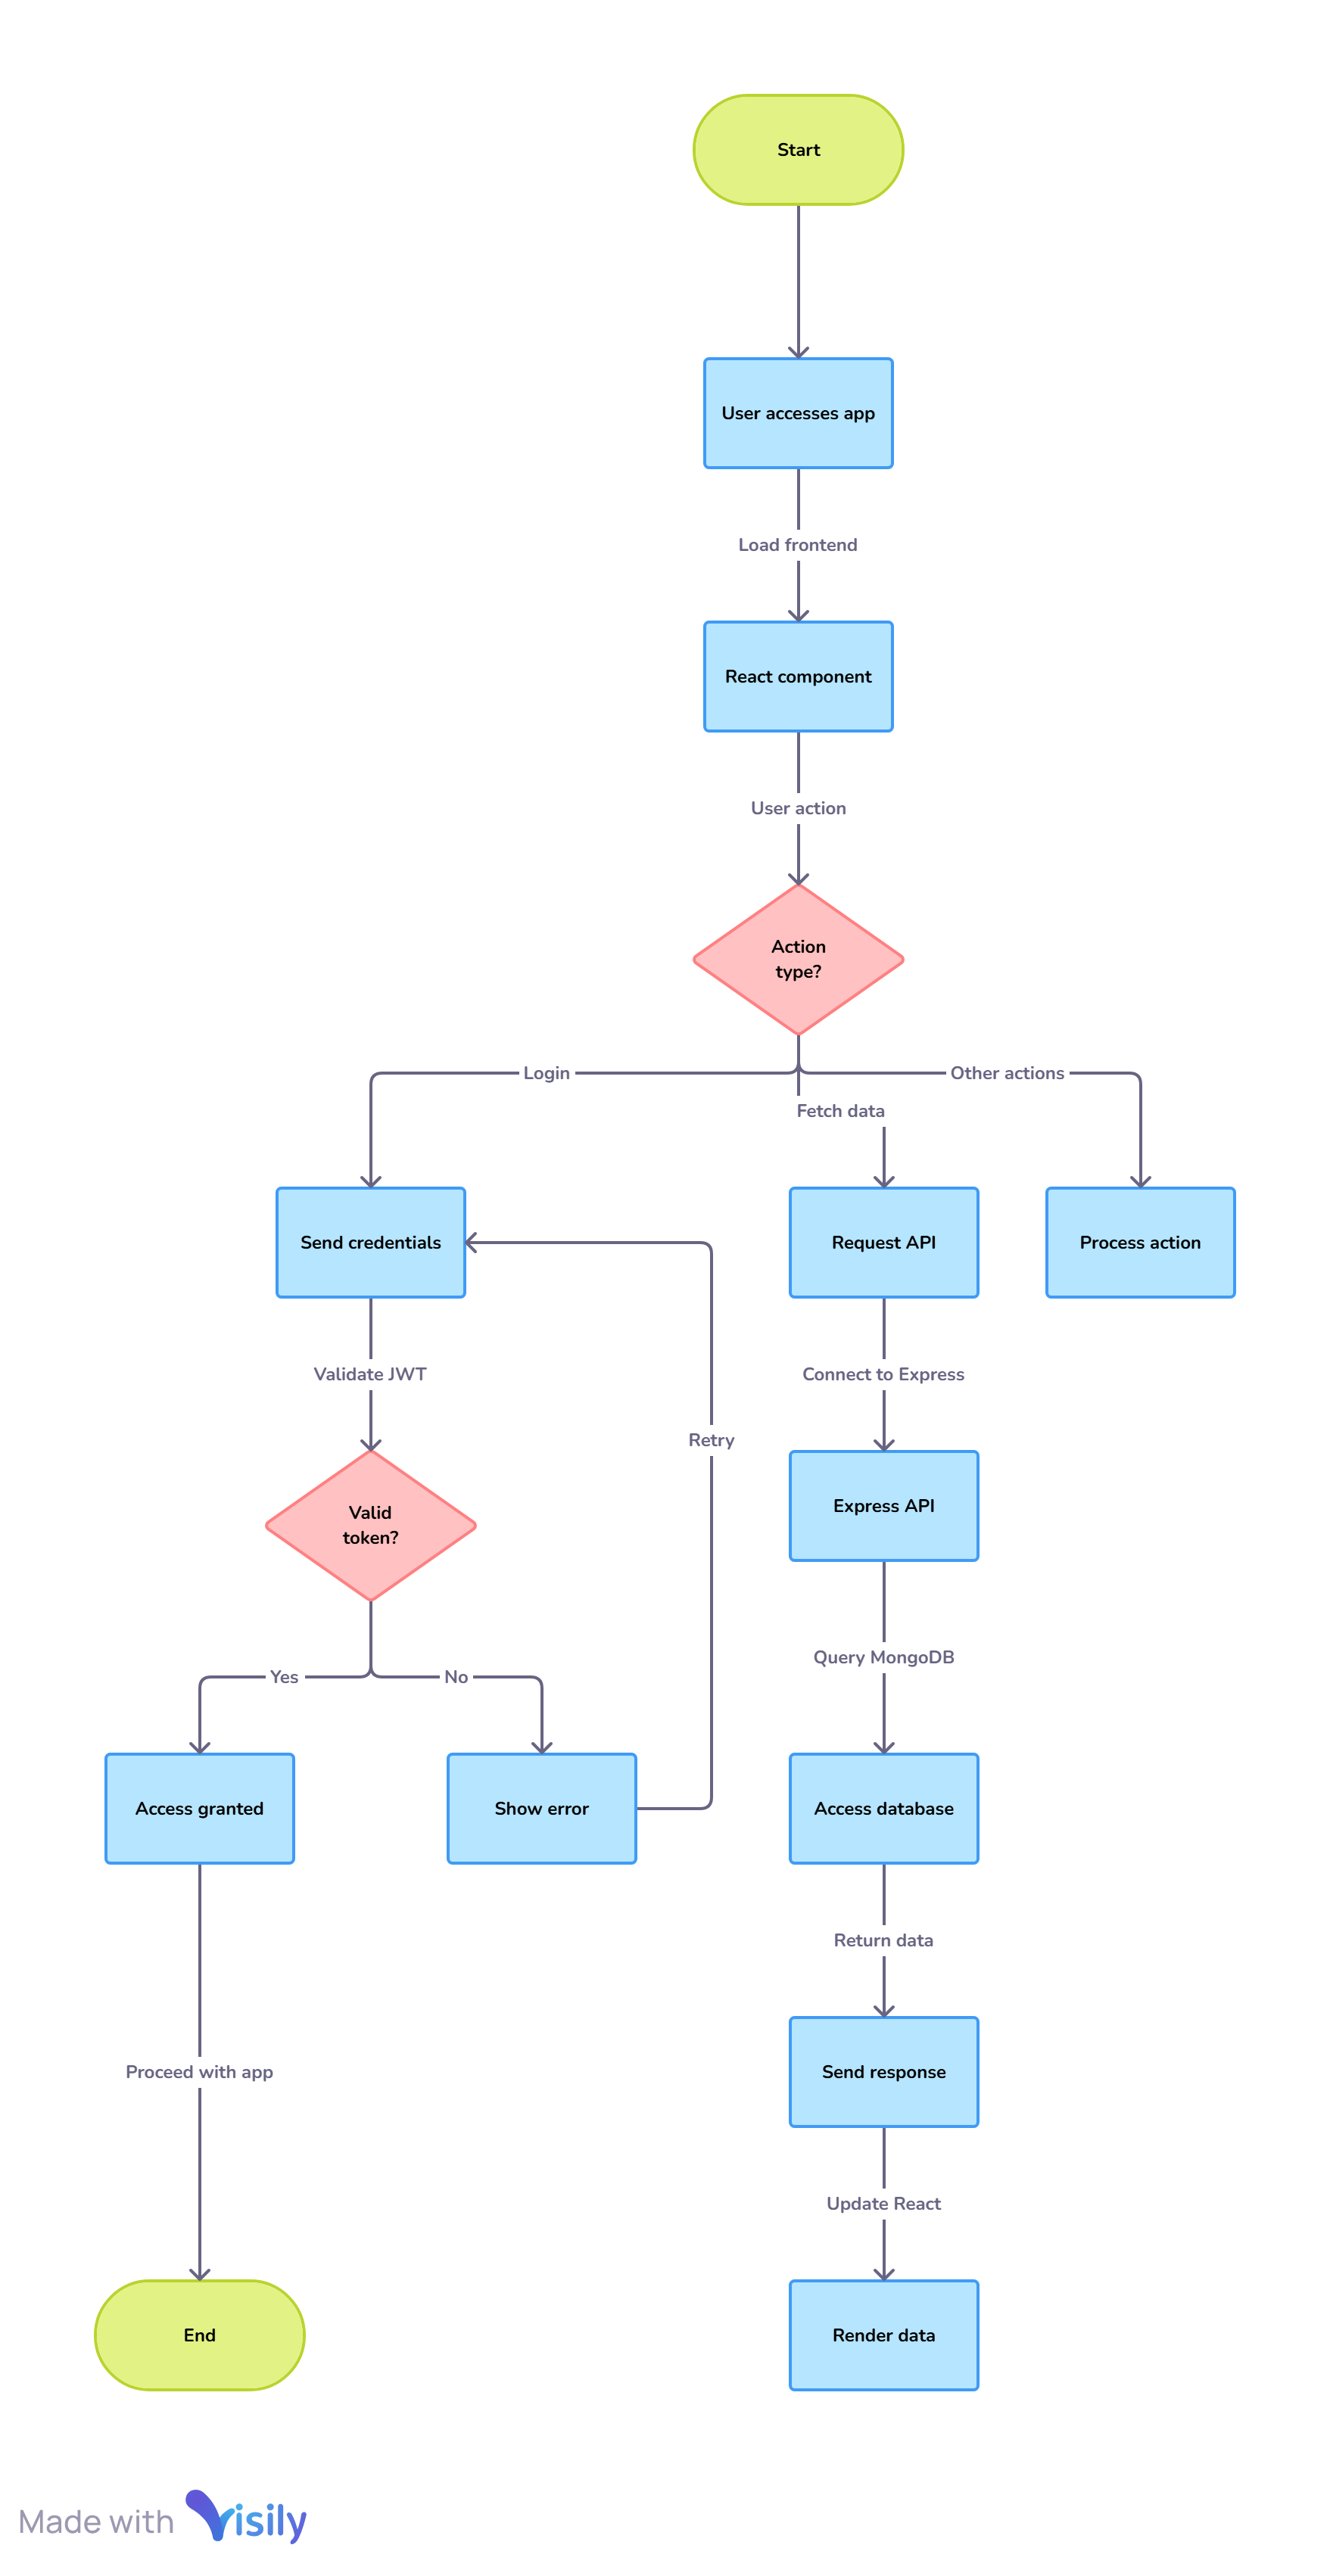 Start
User accesses app
Load frontend
React component
User action
Action
type?
Login
Other actions
Fetch data
Send credentials
Request API
Process action
Validate JWT
Connect to Express
Retry
Valid
token?
Express API
Query MongoDB
Yes
No
Access granted
Show error
Access database
Return data
Proceed with app
Send response
Update React
End
Render data
Made with Visily